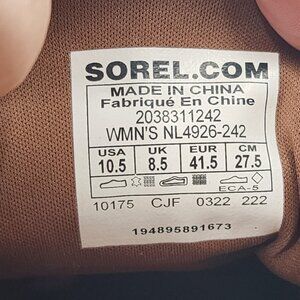 SOREL.COM
MADE IN CHINA
Fabriqué En Chine
2038311242
WMN'S NL4926-242
USA UK EUR CM
10.5 8.5 41.5 27.5
ECA-5
10175 CJF 0322 222
194895891673